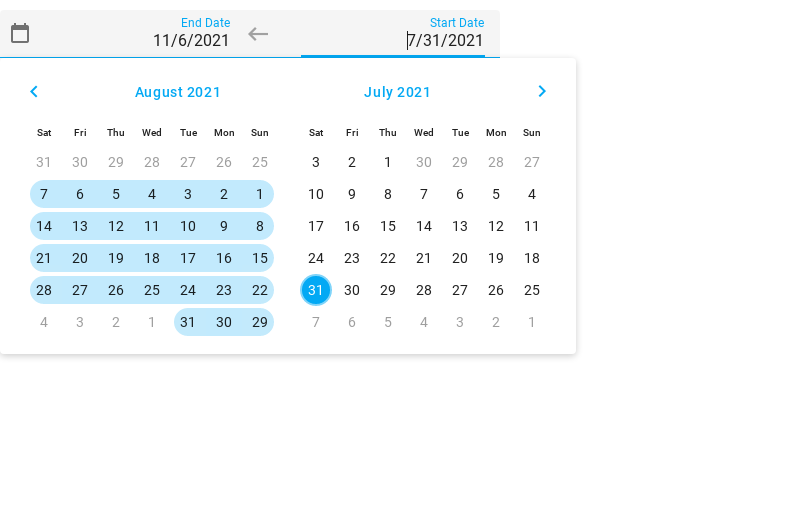 End Date
11/6/2021
Start Date
7/31/2021
August 2021
Sat Fri Thu Wed Tue Mon Sun
31 30 29 28 27 26 25
7 6 5 4 3 2 1
14 13 12 11 10 9 8
21 20 19 18 17 16 15
28 27 26 25 24 23 22
4 3 2 1 31 30 29
July 2021
Sat Fri Thu Wed Tue Mon Sun
3 2 1 30 29 28 27
10 9 8 7 6 5 4
17 16 15 14 13 12 11
24 23 22 21 20 19 18
31 30 29 28 27 26 25
7 6 5 4 3 2 1